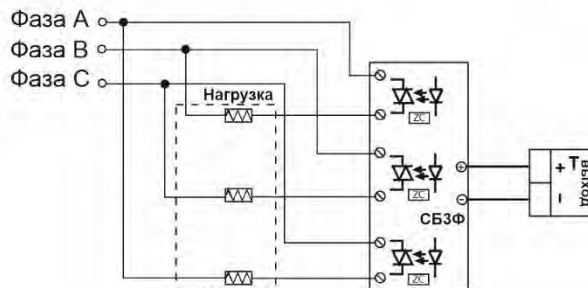 Фаза А
Фаза В
Фаза С
Нагрузка
ZC
ZC
+ Т выход
СБ3Ф
-
ZC